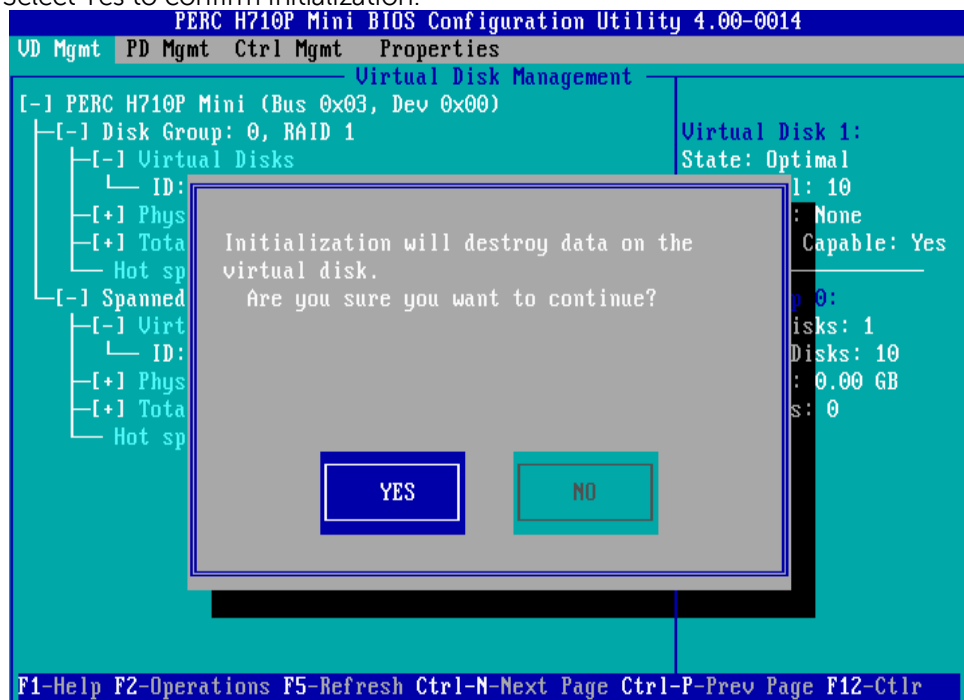 Select Yes to confirm initialization.
PERC H710P Mini BIOS Configuration Utility 4.00-0014
VD Mgmt PD Mgmt Ctrl Mgmt Properties
Virtual Disk Management
[-] PERC H710P Mini (Bus 0x03, Dev 0x00)
[-] Disk Group: 0, RAID 1
[-] Virtual Disks
ID:
[+] Phys
[+] Tota
Hot sp
[-] Spanned
[-] Virt
ID:
[+] Phys
[+] Tota
Hot sp
Initialization will destroy data on the
virtual disk.
Are you sure you want to continue?
YES NO
Virtual Disk 1:
State: Optimal
l: 10
: None
Capable: Yes
p 0:
isks: 1
Disks: 10
: 0.00 GB
s: 0
F1-Help F2-Operations F5-Refresh Ctrl-N-Next Page Ctrl-P-Prev Page F12-Ctlr